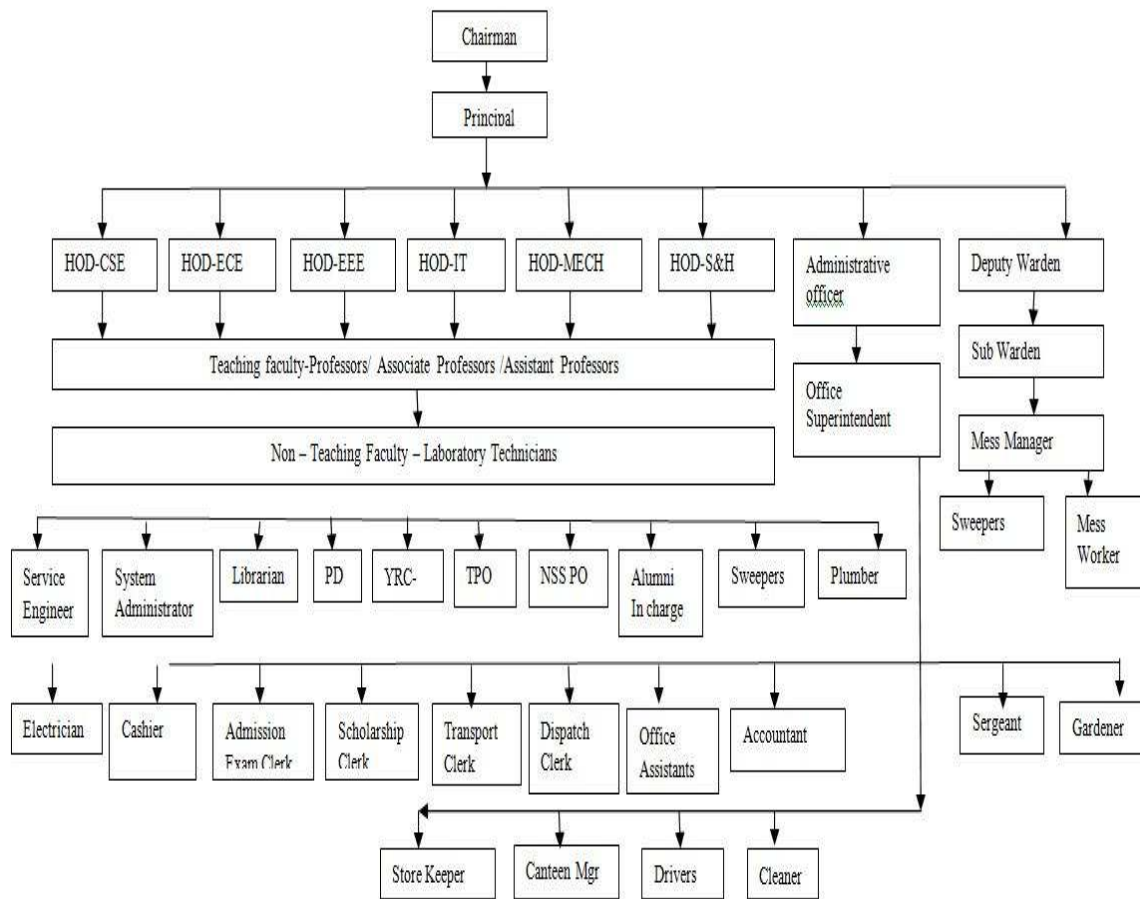 Chairman
Principal
HOD-CSE
HOD-ECE
HOD-EEE
HOD-IT
HOD-MECH
HOD-S&H
Administrative
officer
Deputy Warden
Teaching faculty-Professors/ Associate Professors /Assistant Professors
Sub Warden
Office
Superintendent
Non – Teaching Faculty – Laboratory Technicians
Mess Manager
Sweepers
Mess
Worker
Service
Engineer
System
Administrator
Librarian
PD
YRC-
TPO
NSS PO
Alumni
In charge
Sweepers
Plumber
Electrician
Cashier
Admission
Exam Clerk
Scholarship
Clerk
Transport
Clerk
Dispatch
Clerk
Office
Assistants
Accountant
Sergeant
Gardener
Store Keeper
Canteen Mgr
Drivers
Cleaner